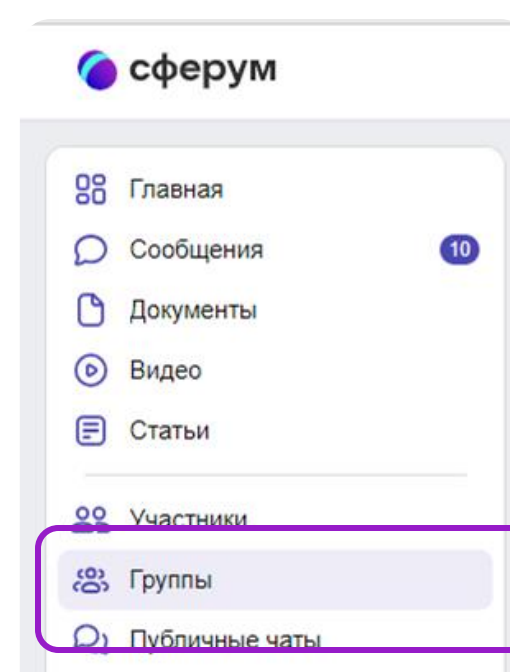 сферум
Главная
Сообщения 10
Документы
Видео
Статьи
Участники
Группы
Публичные чаты